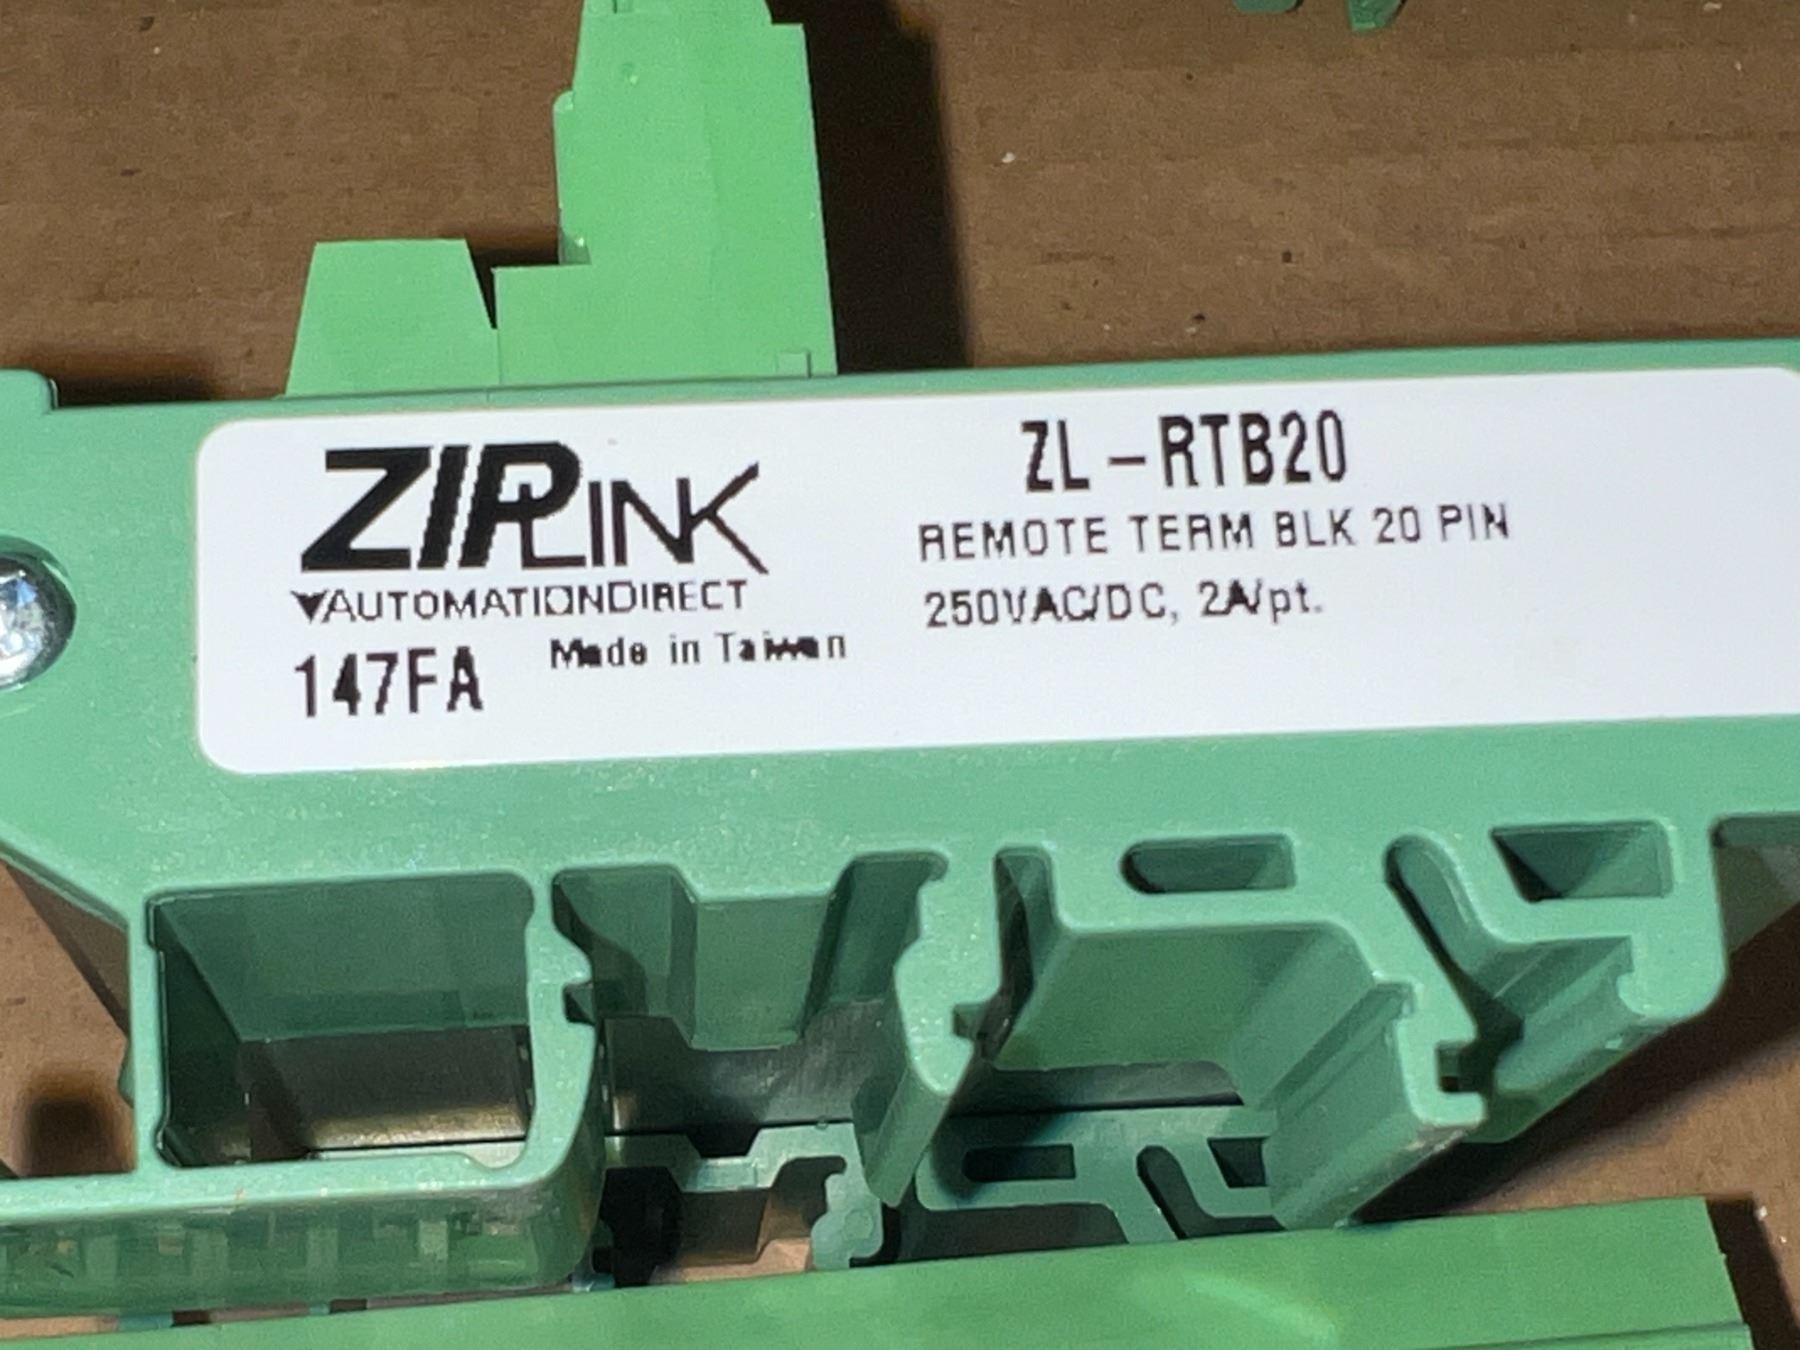 ZIPLINK
AUTOMATIONDIRECT
147FA Made in Taiwan
ZL-RTB20
REMOTE TERM BLK 20 PIN
250VAC/DC, 2A/pt.